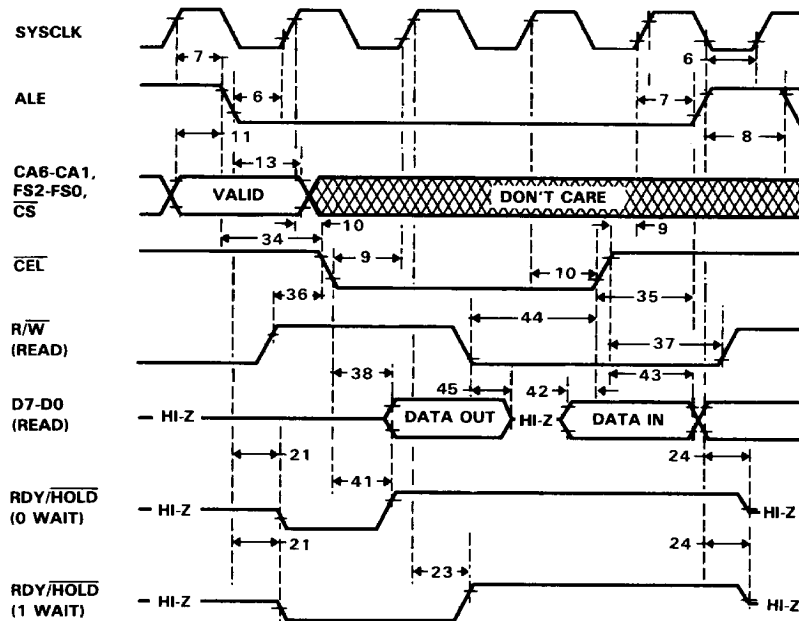 SYSCLK
7
6
ALE
6
7
11
8
13
CA6-CA1,
FS2-FS0,
CS
VALID
DON'T CARE
10
9
34
CEL
9
10
36
35
44
R/W
(READ)
37
38
45
42
43
D7-D0
(READ)
HI-Z
DATA OUT
HI-Z
DATA IN
21
24
41
RDY/HOLD
(0 WAIT)
HI-Z
HI-Z
21
24
23
RDY/HOLD
(1 WAIT)
HI-Z
HI-Z